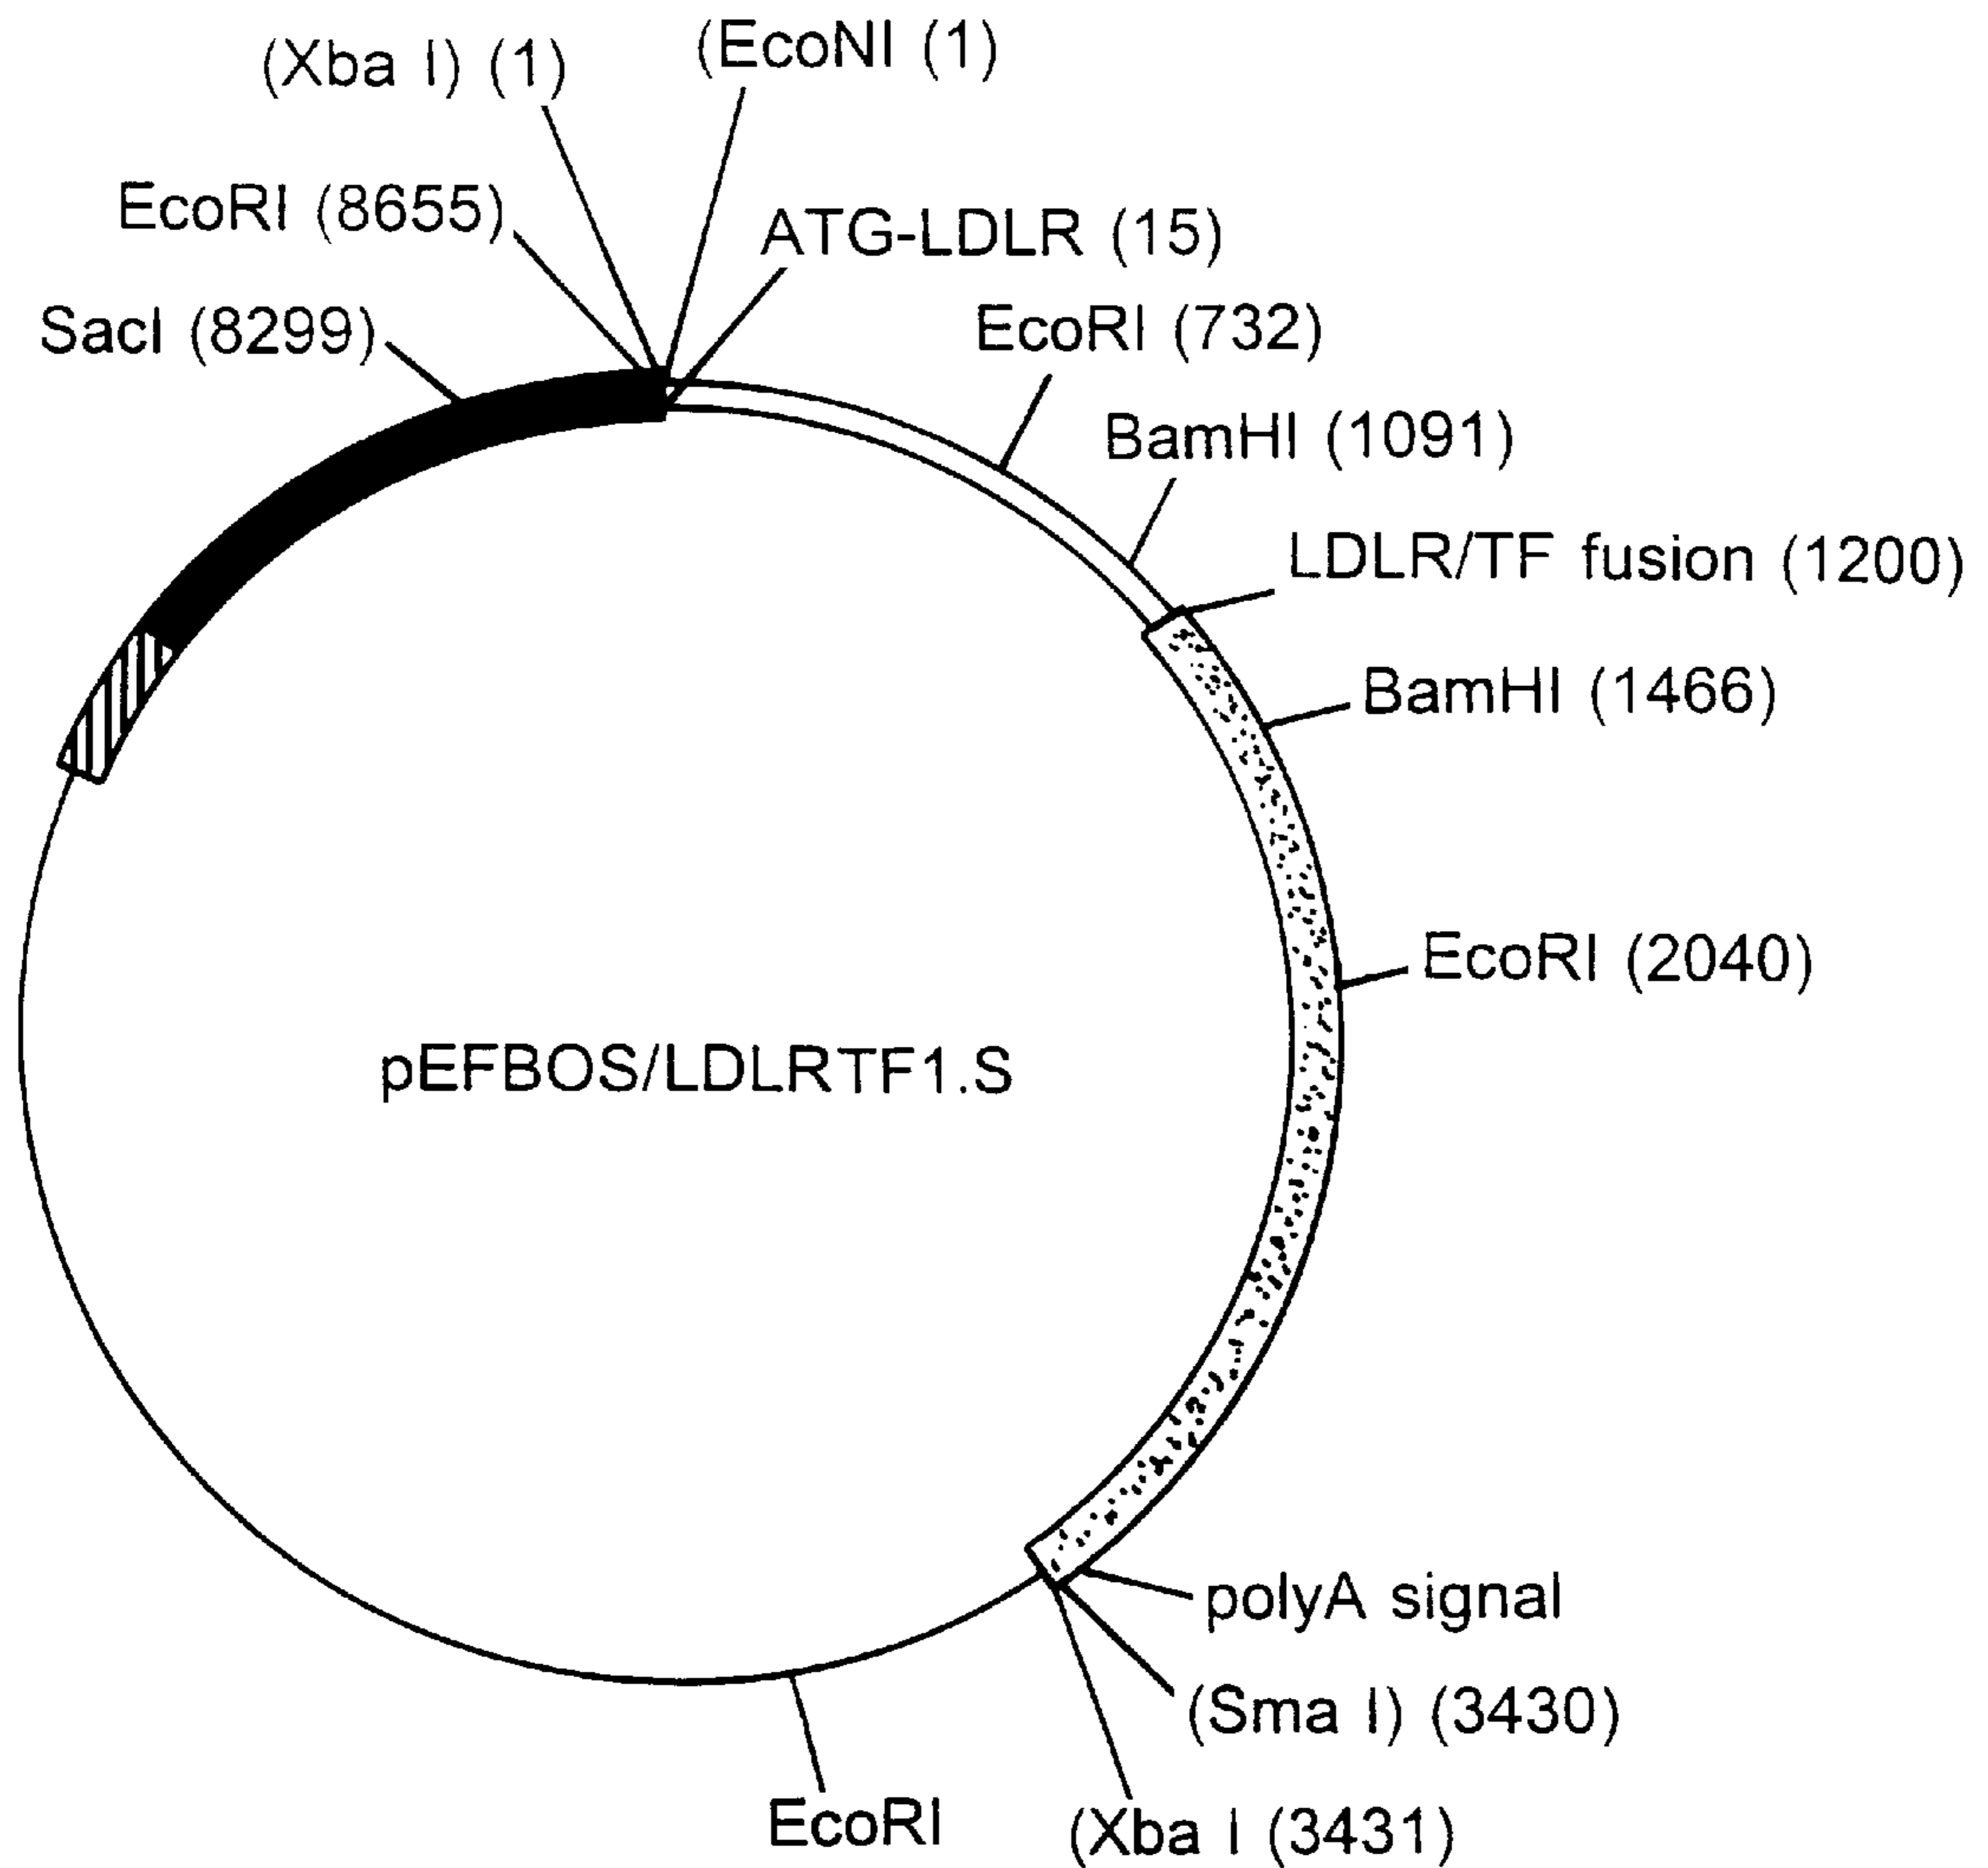 (Xba I) (1)
(EcoNI (1)
EcoRI (8655)
ATG-LDLR (15)
SacI (8299)
EcoRI (732)
BamHI (1091)
LDLR/TF fusion (1200)
BamHI (1466)
EcoRI (2040)
pEFBOS/LDLRTF1.S
polyA signal
(Sma I) (3430)
EcoRI
(Xba I (3431)